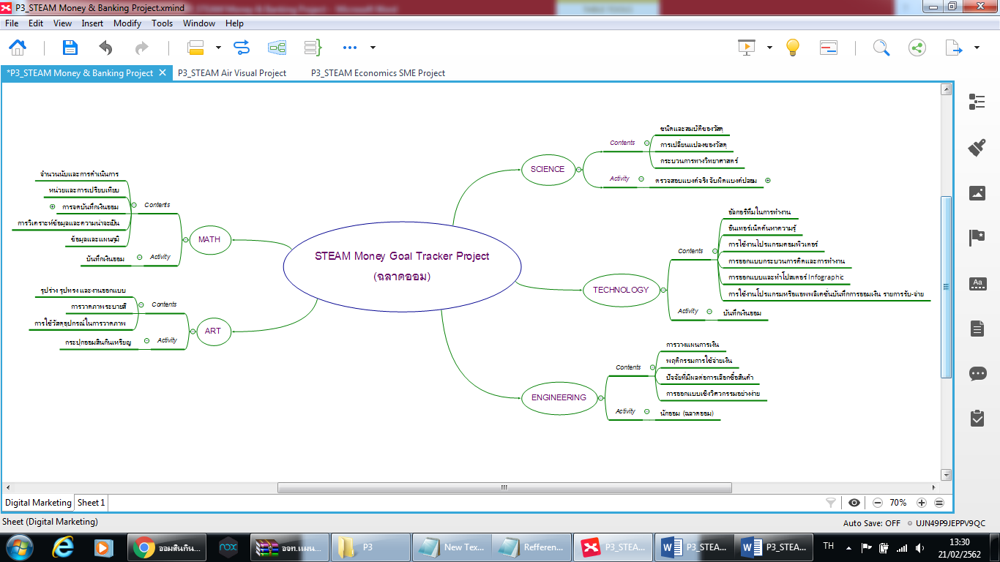 P3_STEAM Money & Banking Project.xmind
File Edit View Insert Modify Tools Window Help
*P3_STEAM Money & Banking Project
P3_STEAM Air Visual Project
P3_STEAM Economics SME Project
STEAM Money Goal Tracker Project
(ฉลาดออม)
SCIENCE
Contents
ชนิดและสมบัติของวัสดุ
การเปลี่ยนแปลงของวัสดุ
กระบวนการทางวิทยาศาสตร์
Activity
ตรวจสอบแบงค์จริง จับผิดแบงค์ปลอม
TECHNOLOGY
Contents
อัลกอริทึมในการทำงาน
อินเทอร์เน็ตค้นหาความรู้
การใช้งานโปรแกรมคอมพิวเตอร์
การออกแบบกระบวนการคิดและการทำงาน
การออกแบบและทำโปสเตอร์ Infographic
การใช้งานโปรแกรมหรือแอพพลิเคชั่นบันทึกการออมเงิน รายการรับ-จ่าย
Activity
บันทึกเงินออม
ENGINEERING
Contents
การวางแผนการเงิน
พฤติกรรมการใช้จ่ายเงิน
ปัจจัยที่มีผลต่อการเลือกซื้อสินค้า
การออกแบบเชิงวิศวกรรมอย่างง่าย
Activity
นักออม (ฉลาดออม)
MATH
Contents
จำนวนนับและการดำเนินการ
หน่วยและการเปรียบเทียบ
การจดบันทึกเงินออม
การวิเคราะห์ข้อมูลและความน่าจะเป็น
ข้อมูลและแผนภูมิ
Activity
บันทึกเงินออม
ART
Contents
รูปร่าง รูปทรง และงานออกแบบ
การวาดภาพระบายสี
การใช้วัสดุอุปกรณ์ในการวาดภาพ
Activity
กระปุกออมสินกินเหรียญ
Digital Marketing
Sheet 1
70%
Sheet (Digital Marketing)
Auto Save: OFF
UJN49P9JEPPV9QC
ออมสินกิน...
nox
อจท.แผน...
P3
New Tex...
Refferen...
P3_STEA...
P3_STEA...
P3_STEA...
TH
13:30
21/02/2562